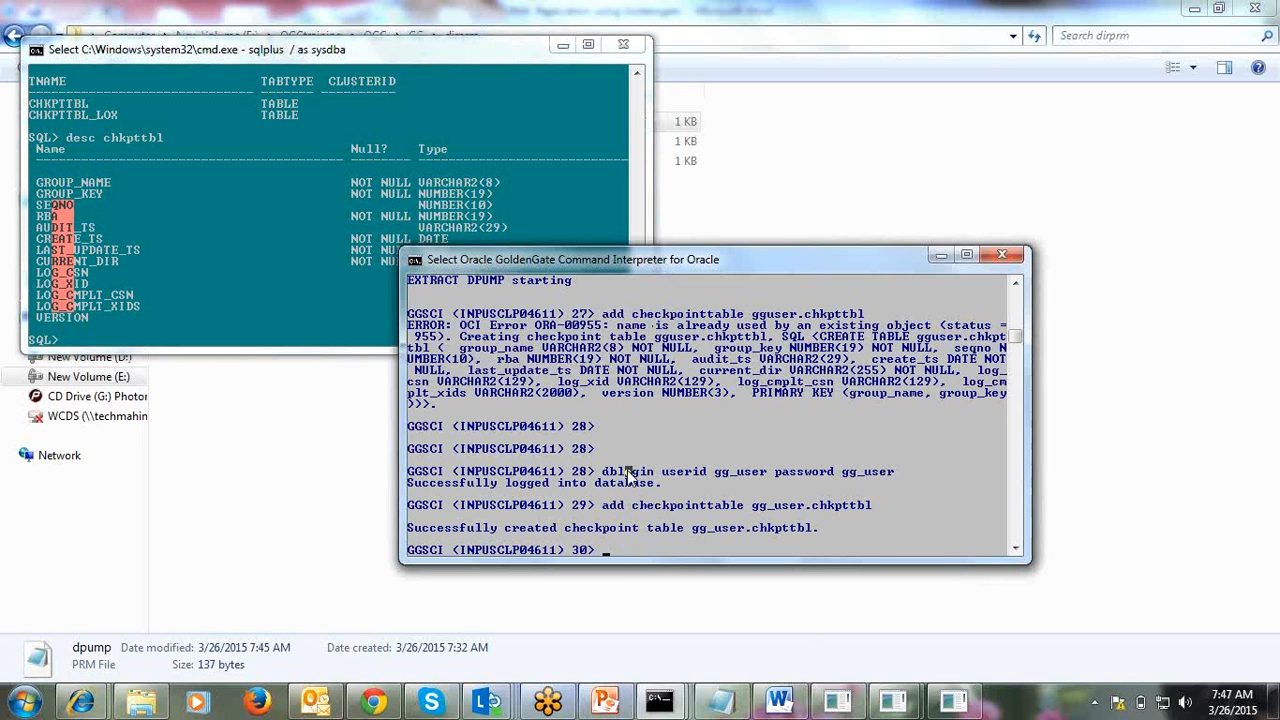 Search dirprm
Select C:\Windows\system32\cmd.exe - sqlplus / as sysdba
TNAME TABTYPE CLUSTERID
CHKPTTBL TABLE
CHKPTTBL_LOX TABLE
SQL> desc chkpttbl
Name Null? Type
GROUP_NAME NOT NULL VARCHAR2(8)
GROUP_KEY NOT NULL NUMBER(19)
SEQNO NUMBER(10)
RBA NOT NULL NUMBER(19)
AUDIT_TS VARCHAR2(29)
CREATE_TS NOT NULL DATE
LAST_UPDATE_TS NOT NULL
CURRENT_DIR NOT NULL
LOG_CSN
LOG_XID
LOG_CMPLT_CSN
LOG_CMPLT_XIDS
VERSION
SQL>
1 KB
1 KB
1 KB
New Volume (D:)
New Volume (E:)
CD Drive (G:) Photon
WCDS (\\techmahin
Network
Select Oracle GoldenGate Command Interpreter for Oracle
EXTRACT DPUMP starting
GGSCI (INPUSCLP04611) 27> add checkpointtable gguser.chkpttbl
ERROR: OCI Error ORA-00955: name is already used by an existing object (status =
955). Creating checkpoint table gguser.chkpttbl, SQL <CREATE TABLE gguser.chkpt
tbl ( group_name VARCHAR2(8) NOT NULL, group_key NUMBER(19) NOT NULL, seqno N
UMBER(10), rba NUMBER(19) NOT NULL, audit_ts VARCHAR2(29), create_ts DATE NOT
NULL, last_update_ts DATE NOT NULL, current_dir VARCHAR2(255) NOT NULL, log_
csn VARCHAR2(129), log_xid VARCHAR2(129), log_cmplt_csn VARCHAR2(129), log_cm
plt_xids VARCHAR2(2000), version NUMBER(3), PRIMARY KEY (group_name, group_key
))>.
GGSCI (INPUSCLP04611) 28>
GGSCI (INPUSCLP04611) 28>
GGSCI (INPUSCLP04611) 28> dblogin userid gg_user password gg_user
Successfully logged into database.
GGSCI (INPUSCLP04611) 29> add checkpointtable gg_user.chkpttbl
Successfully created checkpoint table gg_user.chkpttbl.
GGSCI (INPUSCLP04611) 30>
dpump Date modified: 3/26/2015 7:45 AM Date created: 3/26/2015 7:32 AM
PRM File Size: 137 bytes
7:47 AM
3/26/2015